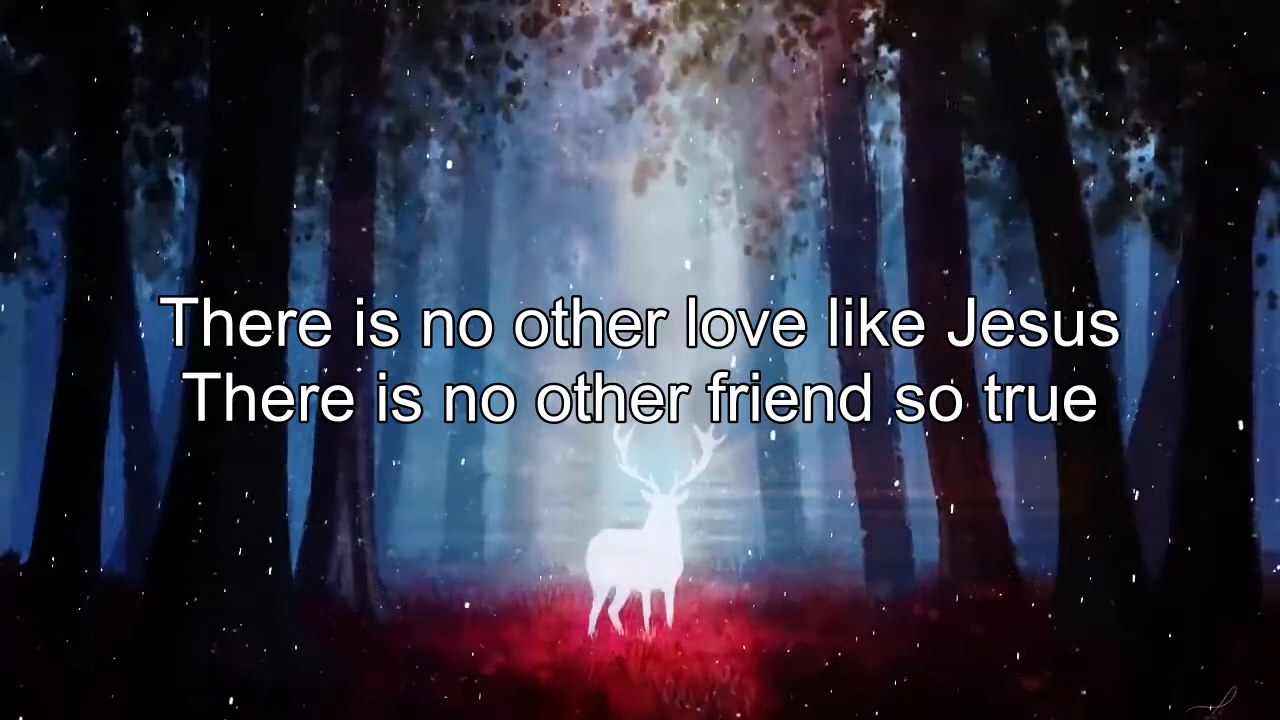 There is no other love like Jesus
There is no other friend so true